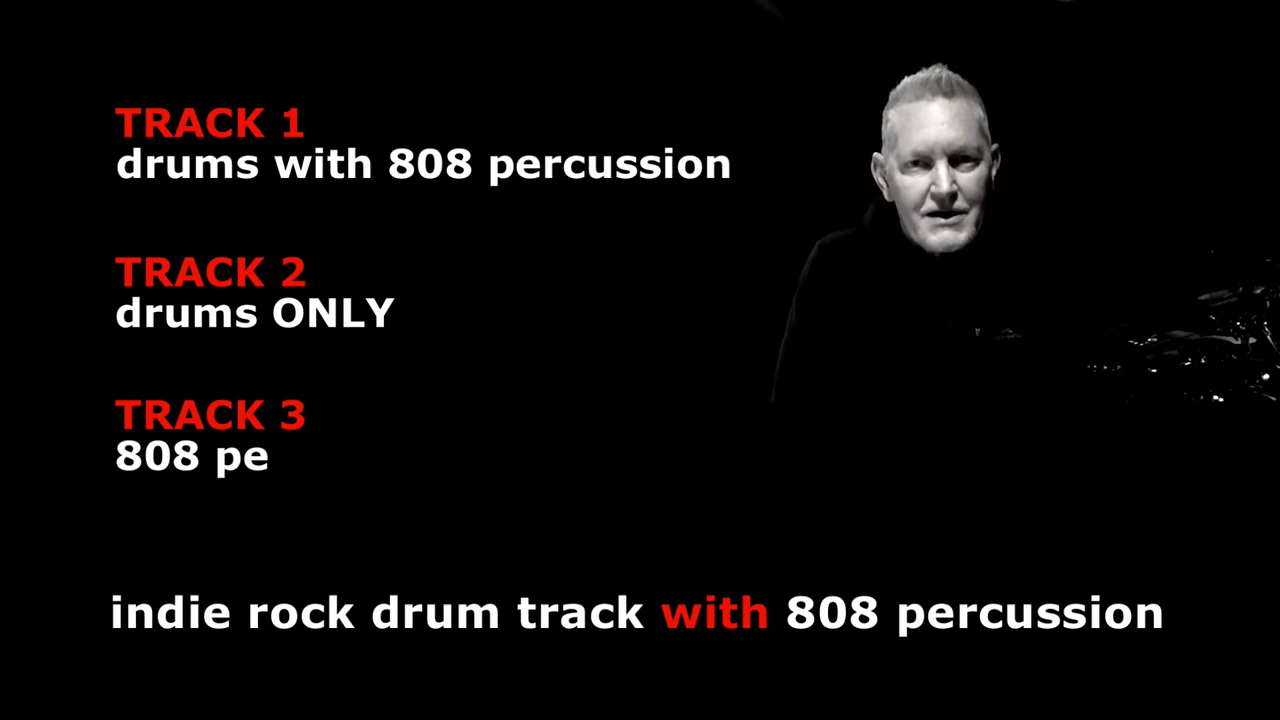 TRACK 1
drums with 808 percussion
TRACK 2
drums ONLY
TRACK 3
808 pe
indie rock drum track with 808 percussion